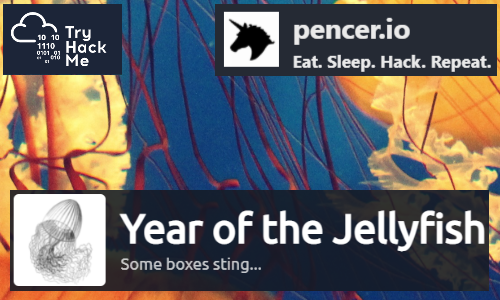 10 10
1110
0101 01
010
01
Try
Hack
Me
pencer.io
Eat. Sleep. Hack. Repeat.
Year of the Jellyfish
Some boxes sting...